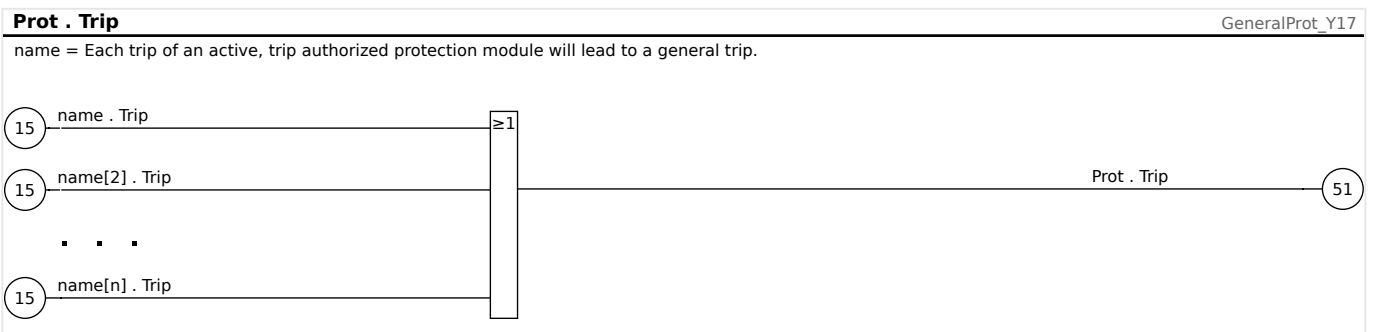 Prot . Trip
GeneralProt_Y17
name = Each trip of an active, trip authorized protection module will lead to a general trip.
15
name . Trip
≥1
15
name[2] . Trip
Prot . Trip
51
. . .
15
name[n] . Trip